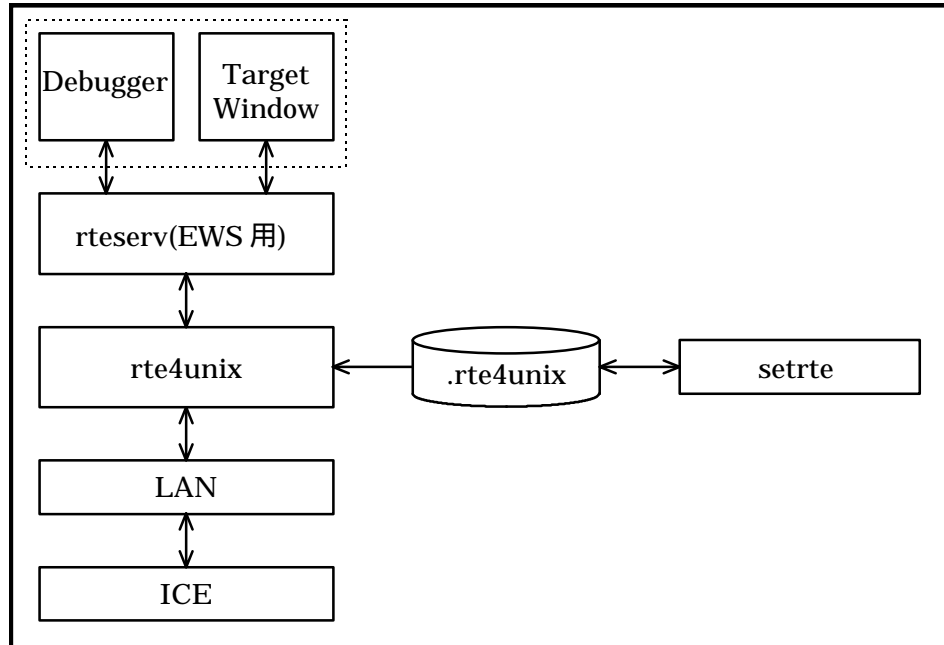 Debugger
Target
Window
rteserv(EWS 用)
rte4unix
.rte4unix
setrte
LAN
ICE